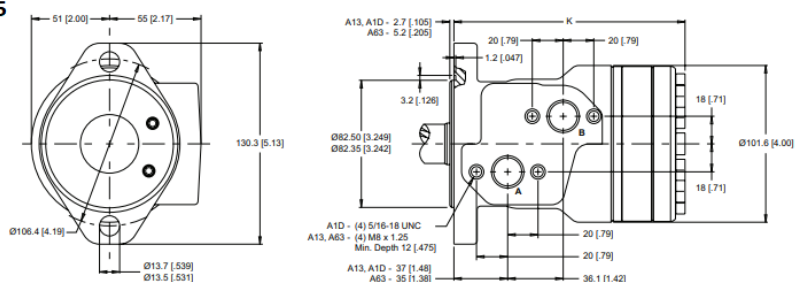 5
51 [2.00]
55 [2.17]
130.3 [5.13]
Ø106.4 [4.19]
Ø13.7 [.539]
Ø13.5 [.531]
A13, A1D - 2.7 [.105]
A63 - 5.2 [.205]
K
20 [.79]
20 [.79]
1.2 [.047]
3.2 [.126]
18 [.71]
Ø82.50 [3.249]
Ø82.35 [3.242]
B
Ø101.6 [4.00]
A
18 [.71]
A1D - (4) 5/16-18 UNC
A13, A63 - (4) M8 x 1.25
Min. Depth 12 [.475]
20 [.79]
20 [.79]
A13, A1D - 37 [1.48]
A63 - 35 [1.38]
36.1 [1.42]